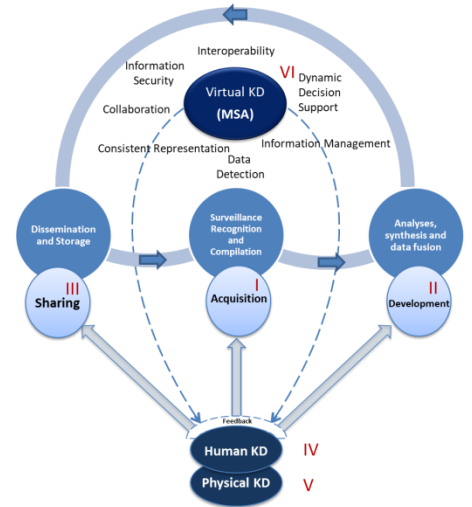 Interoperability
Information
Security
VI
Dynamic
Decision
Support
Virtual KD
(MSA)
Collaboration
Consistent Representation
Information Management
Data
Detection
Dissemination
and Storage
Surveillance
Recognition
and
Compilation
Analyses,
synthesis and
data fusion
III
Sharing
I
Acquisition
II
Development
Feedback
Human KD
IV
Physical KD
V